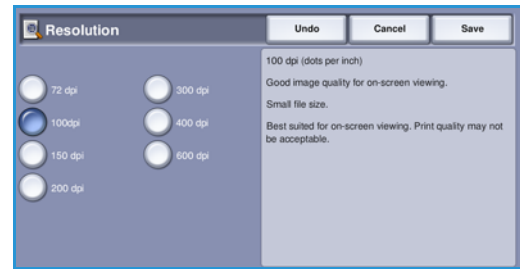 Resolution
Undo
Cancel
Save
72 dpi
100dpi
150 dpi
200 dpi
300 dpi
400 dpi
600 dpi
100 dpi (dots per inch)
Good image quality for on-screen viewing.
Small file size.
Best suited for on-screen viewing. Print quality may not
be acceptable.